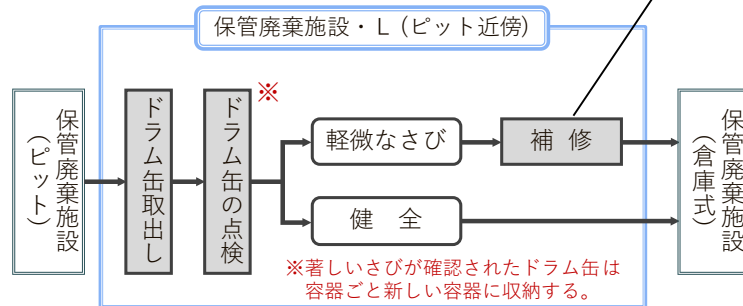 保管廃棄施設・L（ピット近傍）
保管廃棄施設
（ピット）
ドラム缶取出し
ドラム缶の点検
※
軽微なさび
補 修
健 全
保管廃棄施設
（倉庫式）
※著しいさびが確認されたドラム缶は
容器ごと新しい容器に収納する。